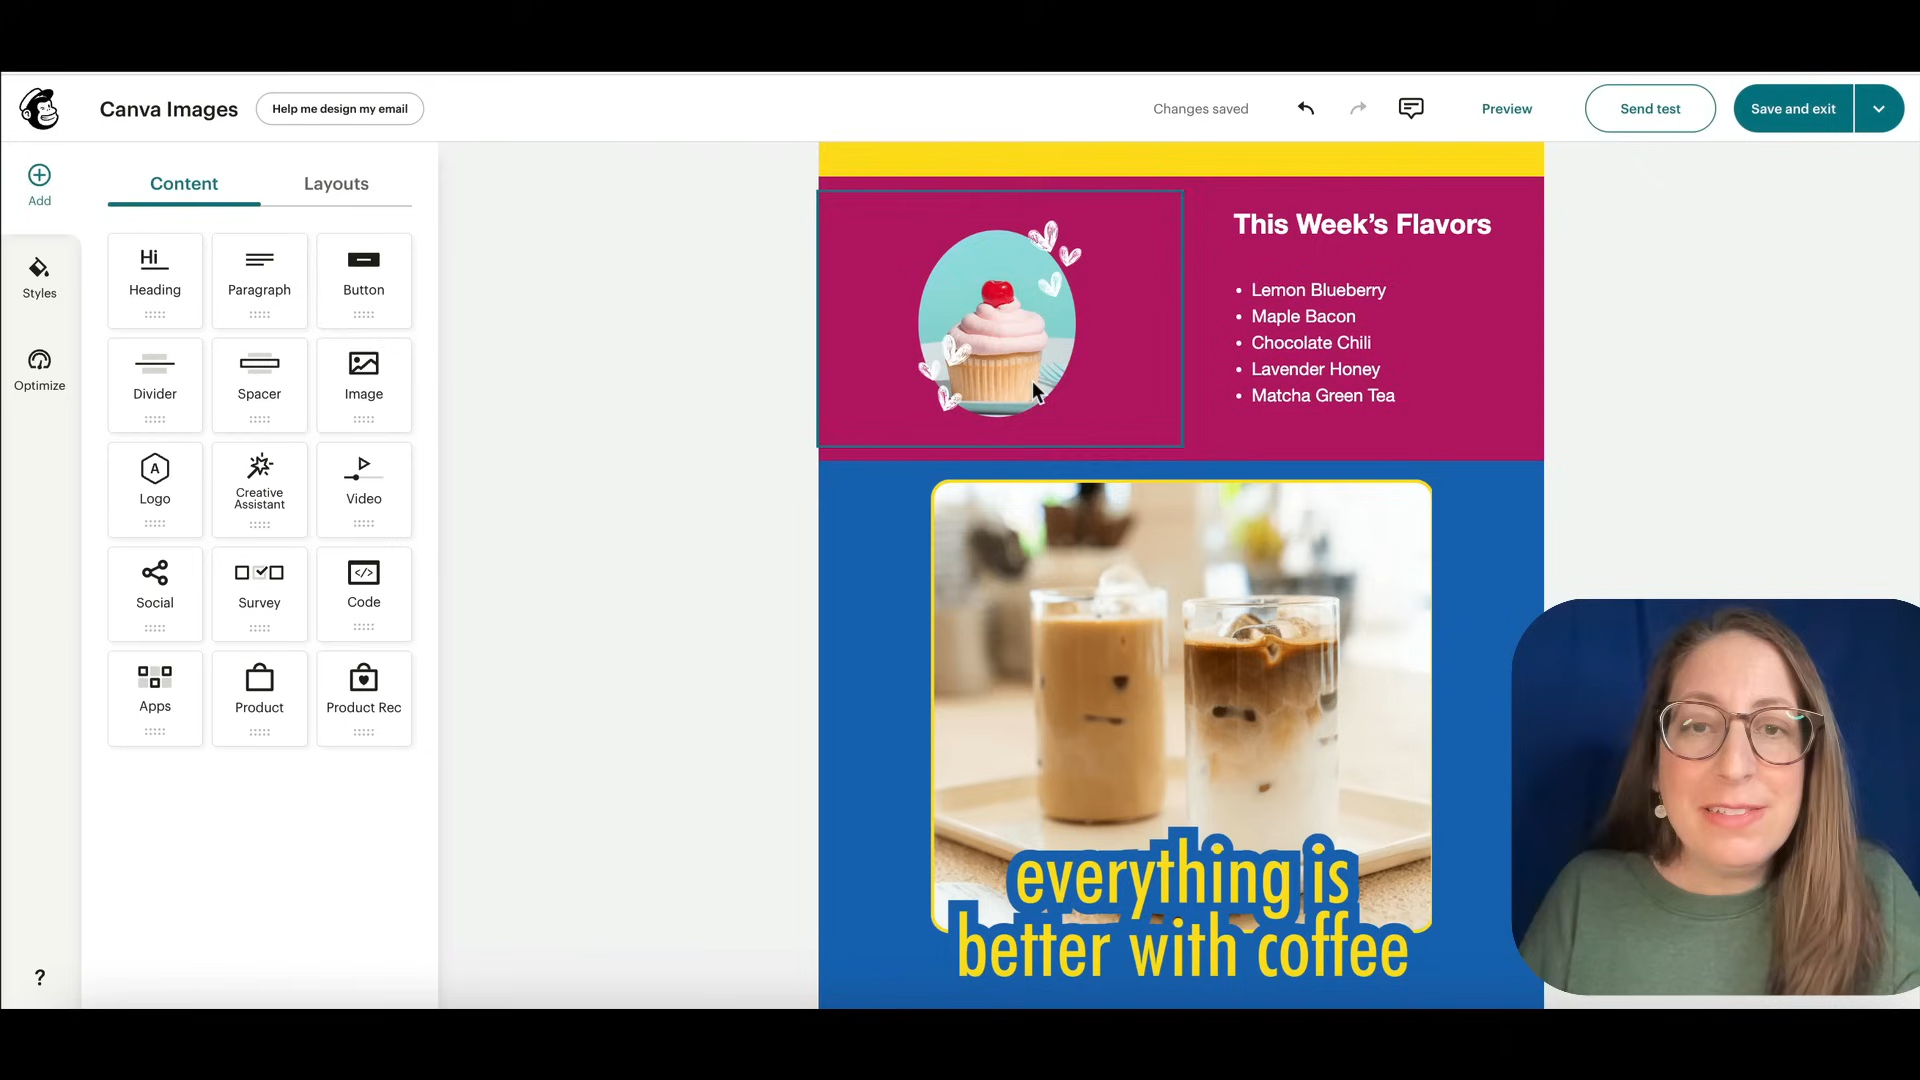 Canva Images
Help me design my email
Changes saved
Preview
Send test
Save and exit
Add
Styles
Optimize
?
Content
Layouts
Hi
Heading
Paragraph
Button
Divider
Spacer
Image
A
Logo
Creative
Assistant
Video
Social
Survey
</>
Code
Apps
Product
Product Rec
This Week’s Flavors
• Lemon Blueberry
• Maple Bacon
• Chocolate Chili
• Lavender Honey
• Matcha Green Tea
everything is
better with coffee